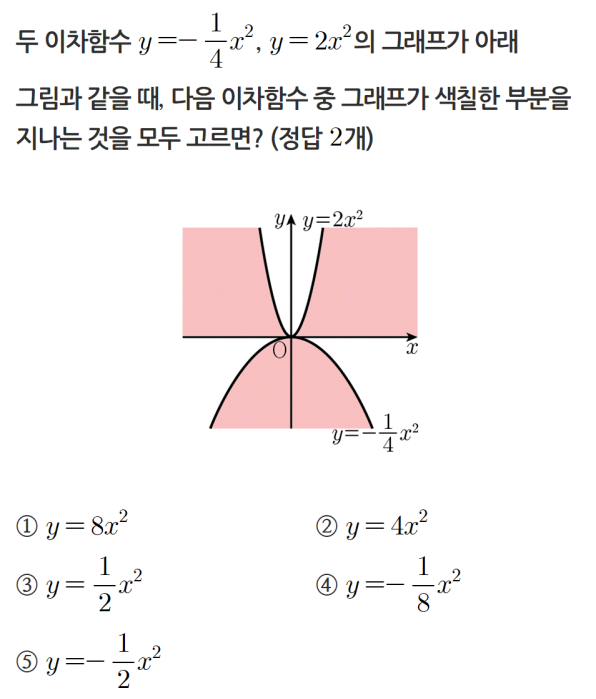 두 이차함수 y=-1/4x², y=2x²의 그래프가 아래
그림과 같을 때, 다음 이차함수 중 그래프가 색칠한 부분을
지나는 것을 모두 고르면? (정답 2개)
y y=2x²
O x
y=-1/4x²
① y=8x² ② y=4x²
③ y=1/2x² ④ y=-1/8x²
⑤ y=-1/2x²